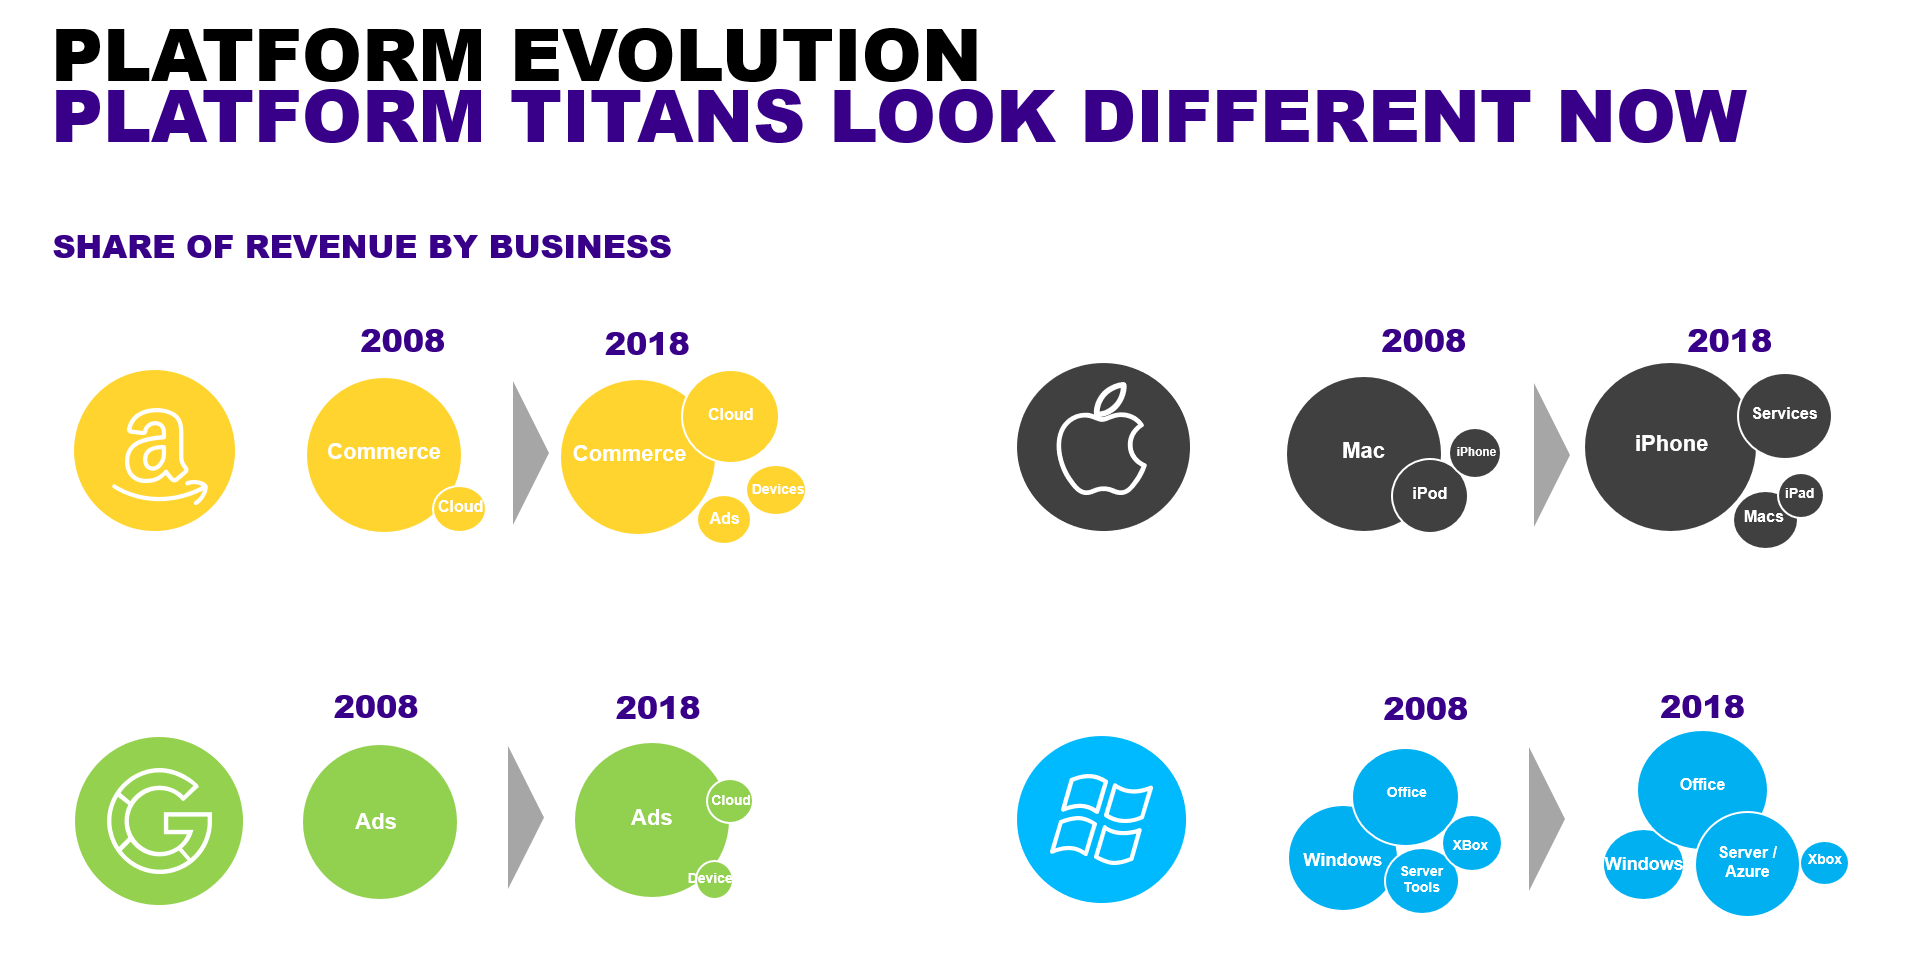 PLATFORM EVOLUTION
PLATFORM TITANS LOOK DIFFERENT NOW
SHARE OF REVENUE BY BUSINESS
2008
2018
Commerce
Cloud
Commerce
Cloud
Devices
Ads
2008
2018
Mac
iPod
iPhone
iPhone
Services
iPad
Macs
2008
2018
Ads
Ads
Cloud
Device
2008
2018
Office
Windows
XBox
Server
Tools
Office
Windows
Server /
Azure
Xbox